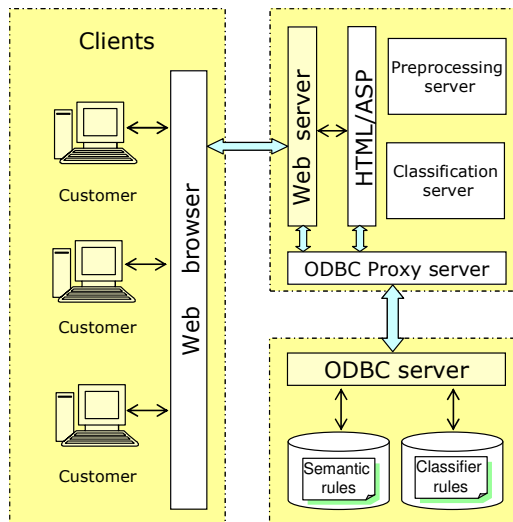 Clients
Customer
Customer
Customer
Web browser
Web server
HTML/ASP
Preprocessing
server
Classification
server
ODBC Proxy server
ODBC server
Semantic
rules
Classifier
rules